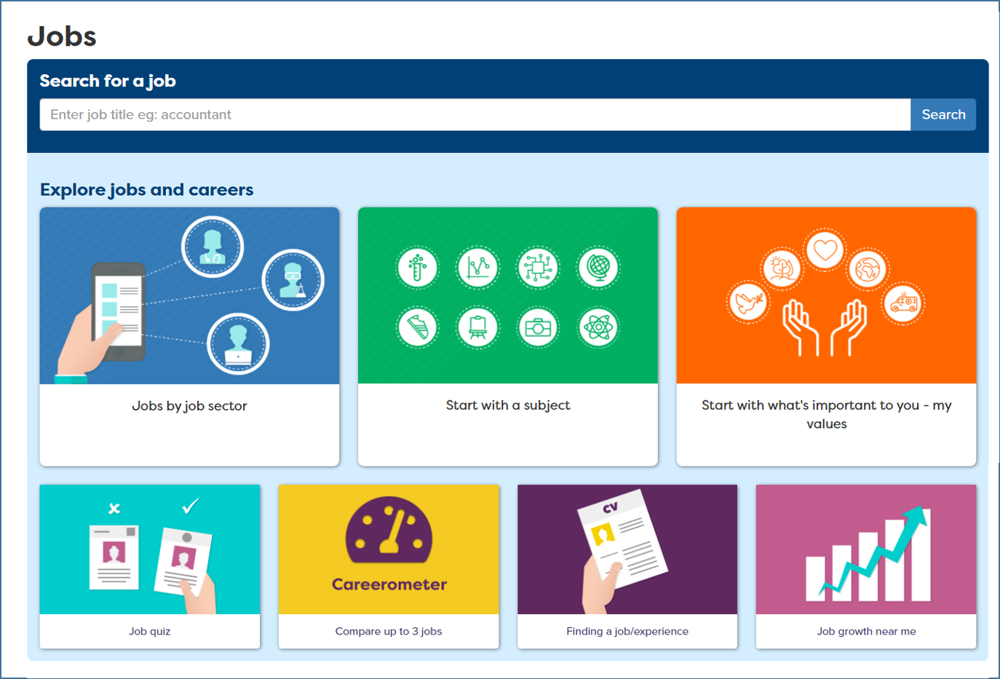 Jobs
Search for a job
Enter job title eg: accountant
Search
Explore jobs and careers
Jobs by job sector
Start with a subject
Start with what's important to you - my
values
Careerometer
CV
Job quiz
Compare up to 3 jobs
Finding a job/experience
Job growth near me